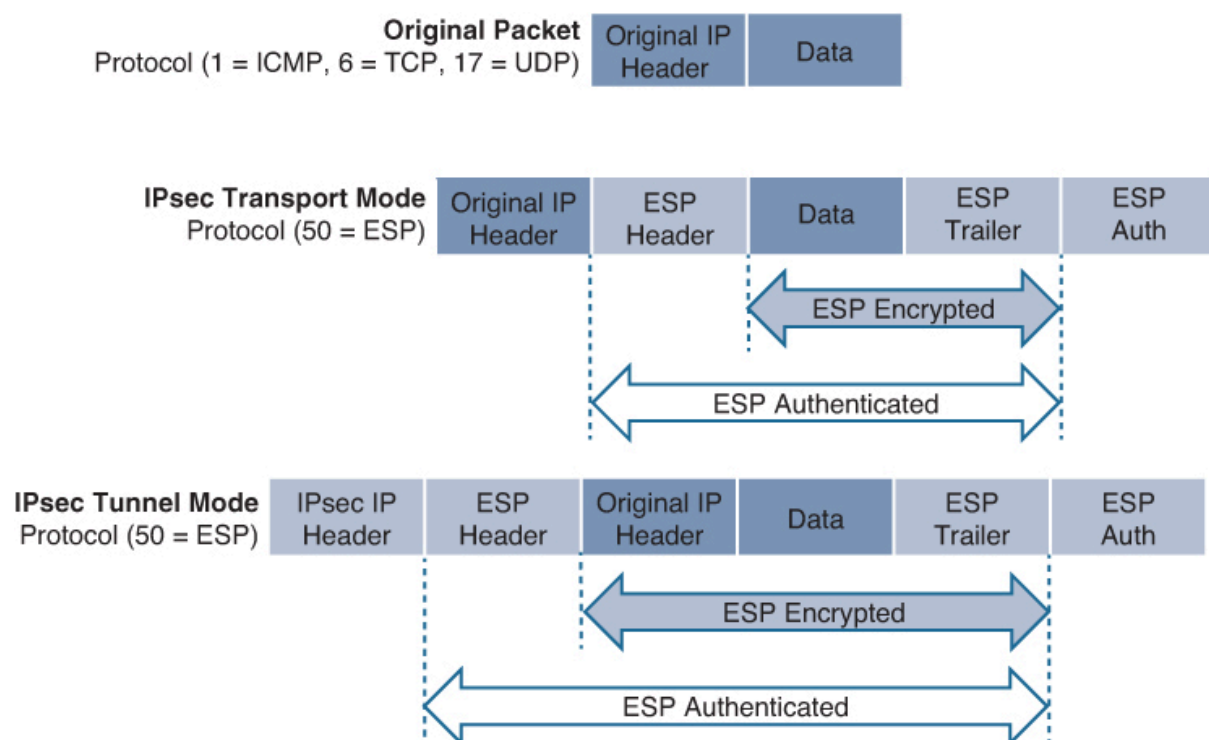 Original Packet
Protocol (1 = ICMP, 6 = TCP, 17 = UDP)
Original IP
Header
Data
IPsec Transport Mode
Protocol (50 = ESP)
Original IP
Header
ESP
Header
Data
ESP
Trailer
ESP
Auth
ESP Encrypted
ESP Authenticated
IPsec Tunnel Mode
Protocol (50 = ESP)
IPsec IP
Header
ESP
Header
Original IP
Header
Data
ESP
Trailer
ESP
Auth
ESP Encrypted
ESP Authenticated